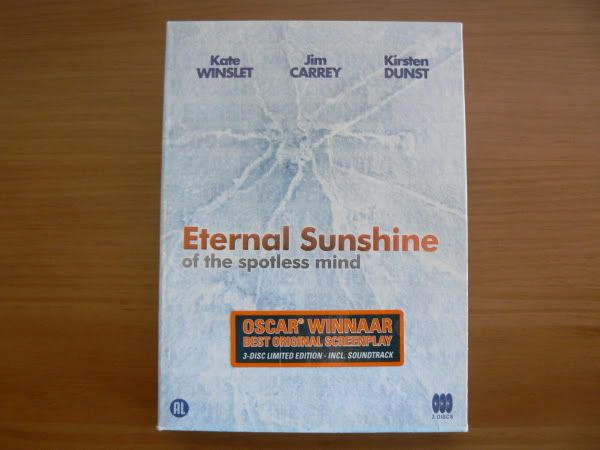 Kate Jim Kirsten
WINSLET CARREY DUNST
Eternal Sunshine
of the spotless mind
OSCAR® WINNAAR
BEST ORIGINAL SCREENPLAY
3-DISC LIMITED EDITION - INCL. SOUNDTRACK
AL
3 DISCS